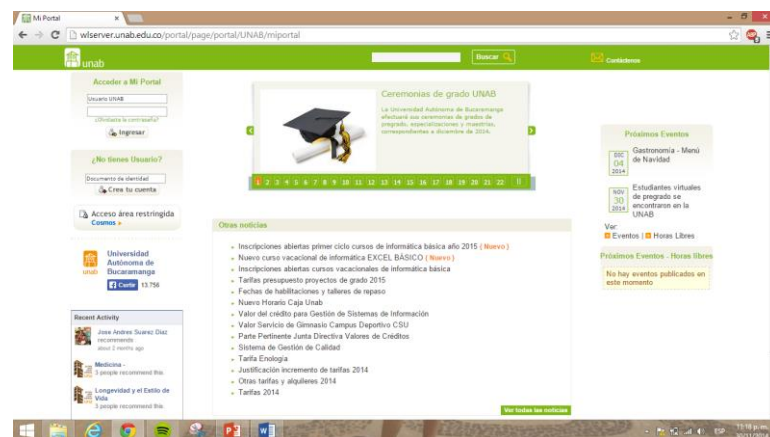 Mi Portal
wlserver.unab.edu.co/portal/page/portal/UNAB/miportal
unab
Buscar
Contáctenos
Acceder a Mi Portal
Usuario UNAB
¿Olvidaste la contraseña?
Ingresar
¿No tienes Usuario?
Documento de identidad
Crea tu cuenta
Acceso área restringida
Cosmos
Universidad
Autónoma de
Bucaramanga
unab
13.756
Recent Activity
Jose Andres Suarez Diaz
recommends
about 2 months ago
Medicina -
3 people recommend this.
Longevidad y el Estilo de
Vida
3 people recommend this.
Ceremonias de grado UNAB
La Universidad Autónoma de Bucaramanga
efectuará sus ceremonias de grados de
pregrado, especializaciones y maestrías,
correspondientes a diciembre de 2014.
1 2 3 4 5 6 7 8 9 10 11 12 13 14 15 16 17 18 19 20 21 22
Otras noticias
Inscripciones abiertas primer ciclo cursos de informática básica año 2015 ( Nuevo )
Nuevo curso vacacional de informática EXCEL BÁSICO ( Nuevo )
Inscripciones abiertas cursos vacacionales de informática básica
Tarifas presupuesto proyectos de grado 2015
Fechas de habilitaciones y talleres de repaso
Nuevo Horario Caja Unab
Valor del crédito para Gestión de Sistemas de Información
Valor Servicio de Gimnasio Campus Deportivo CSU
Parte Pertinente Junta Directiva Valores de Créditos
Sistema de Gestión de Calidad
Tarifa Enología
Justificación incremento de tarifas 2014
Otras tarifas y alquileres 2014
Tarifas 2014
Ver todas las noticias
Próximos Eventos
DIC
04
2014
Gastronomía - Menú
de Navidad
NOV
30
2014
Estudiantes virtuales
de pregrado se
encontraron en la
UNAB
Ver:
Eventos | Horas Libres
Próximos Eventos - Horas libres
No hay eventos publicados en
este momento
ESP